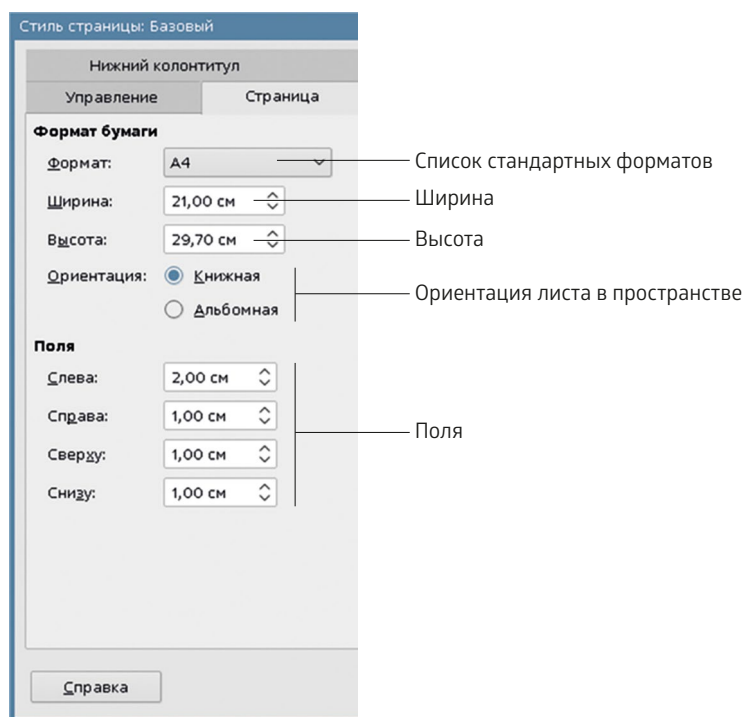 Стиль страницы: Базовый
Нижний колонтитул
Управление Страница
Формат бумаги
Формат: A4 Список стандартных форматов
Ширина: 21,00 см Ширина
Высота: 29,70 см Высота
Ориентация: Книжная
Альбомная
Ориентация листа в пространстве
Поля
Слева: 2,00 см
Справа: 1,00 см
Поля
Сверху: 1,00 см
Снизу: 1,00 см
Справка